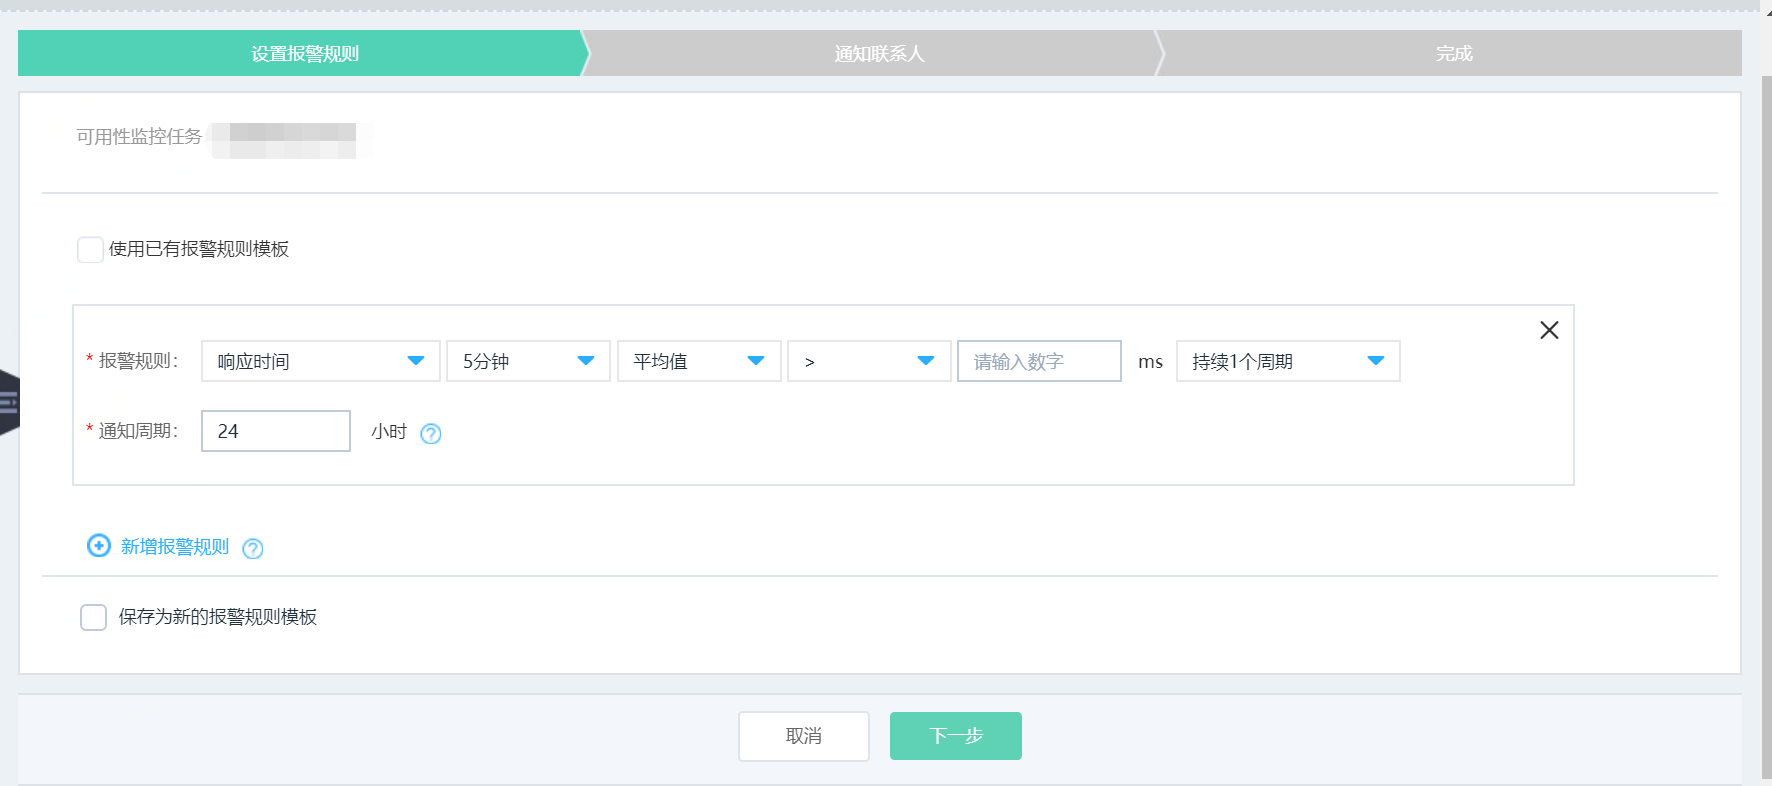 设置报警规则 通知联系人 完成
可用性监控任务
使用已有报警规则模板
* 报警规则: 响应时间 5分钟 平均值 > 请输入数字 ms 持续1个周期
* 通知周期: 24 小时 ?
新增报警规则 ?
保存为新的报警规则模板
取消 下一步